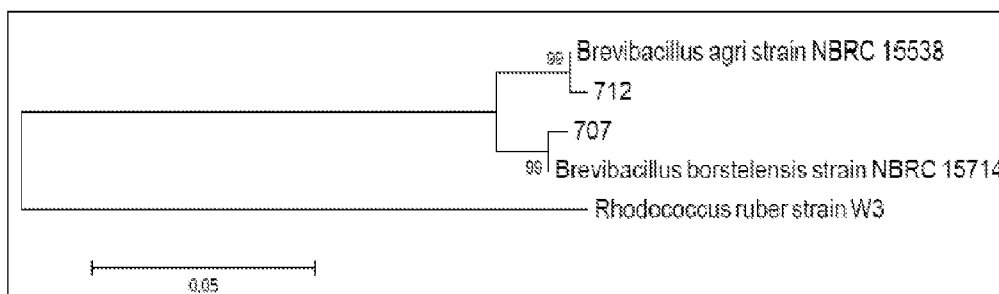 99 Brevibacillus agri strain NBRC 15538
712
707
99 Brevibacillus borstelensis strain NBRC 15714
Rhodococcus ruber strain W3
0,05